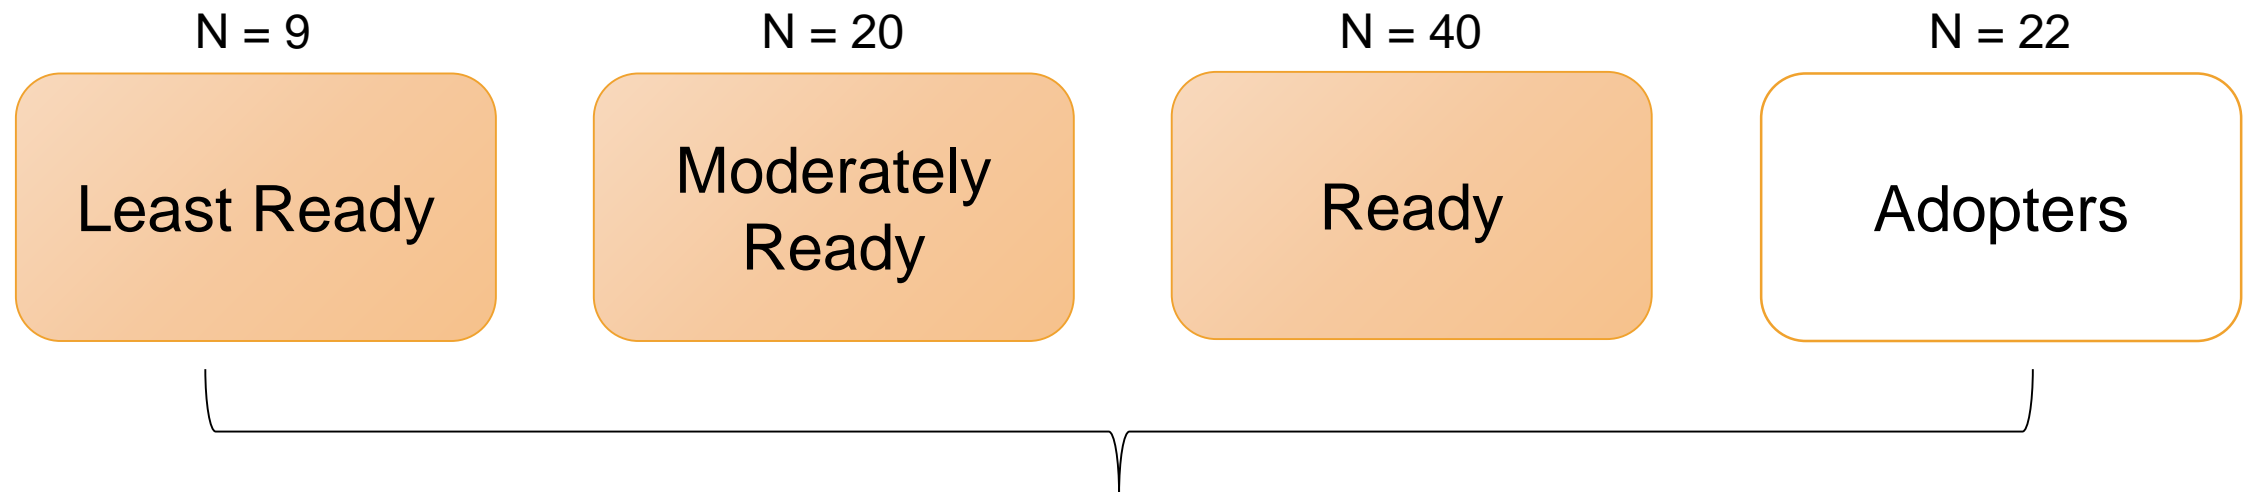 N = 9
N = 20
N = 40
N = 22
Least Ready
Moderately
Ready
Ready
Adopters